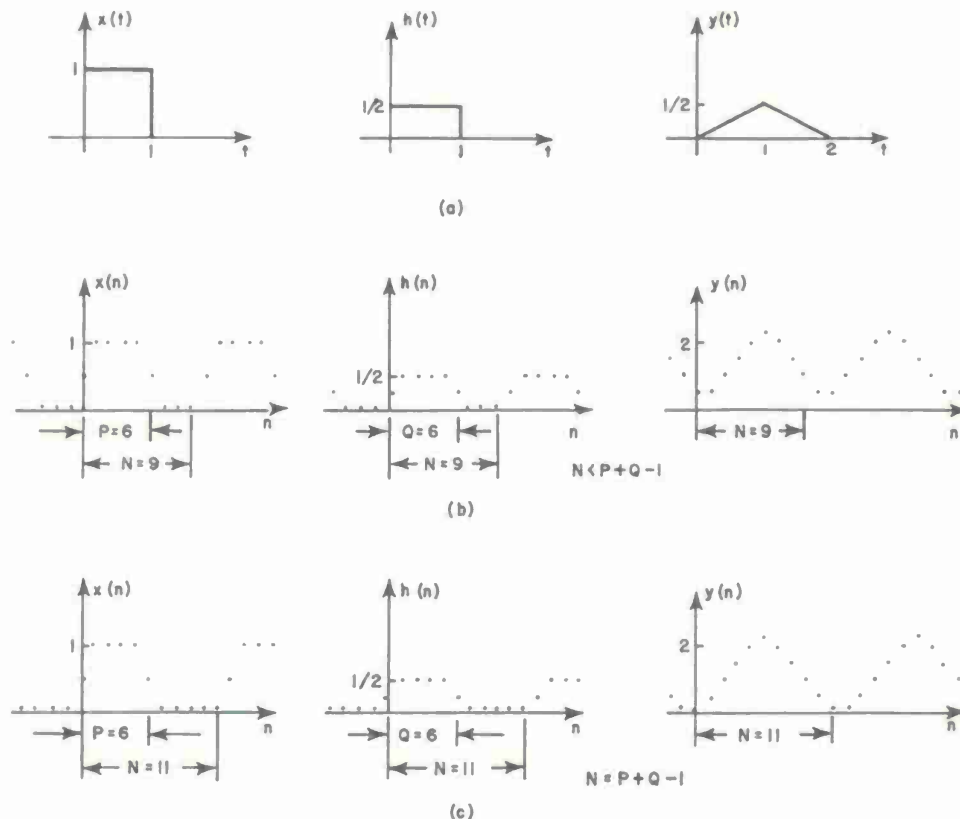 x(t) h(t) y(t)
1 1/2 1/2
1 t 1 t 1 2 t
(a)
x(n) h(n) y(n)
1 1/2 2
n n n
P=6 Q=6 N=9
N=9 N=9 N<P+Q-1
(b)
x(n) h(n) y(n)
1 1/2 2
n n n
P=6 Q=6 N=11
N=11 N=11 N=P+Q-1
(c)